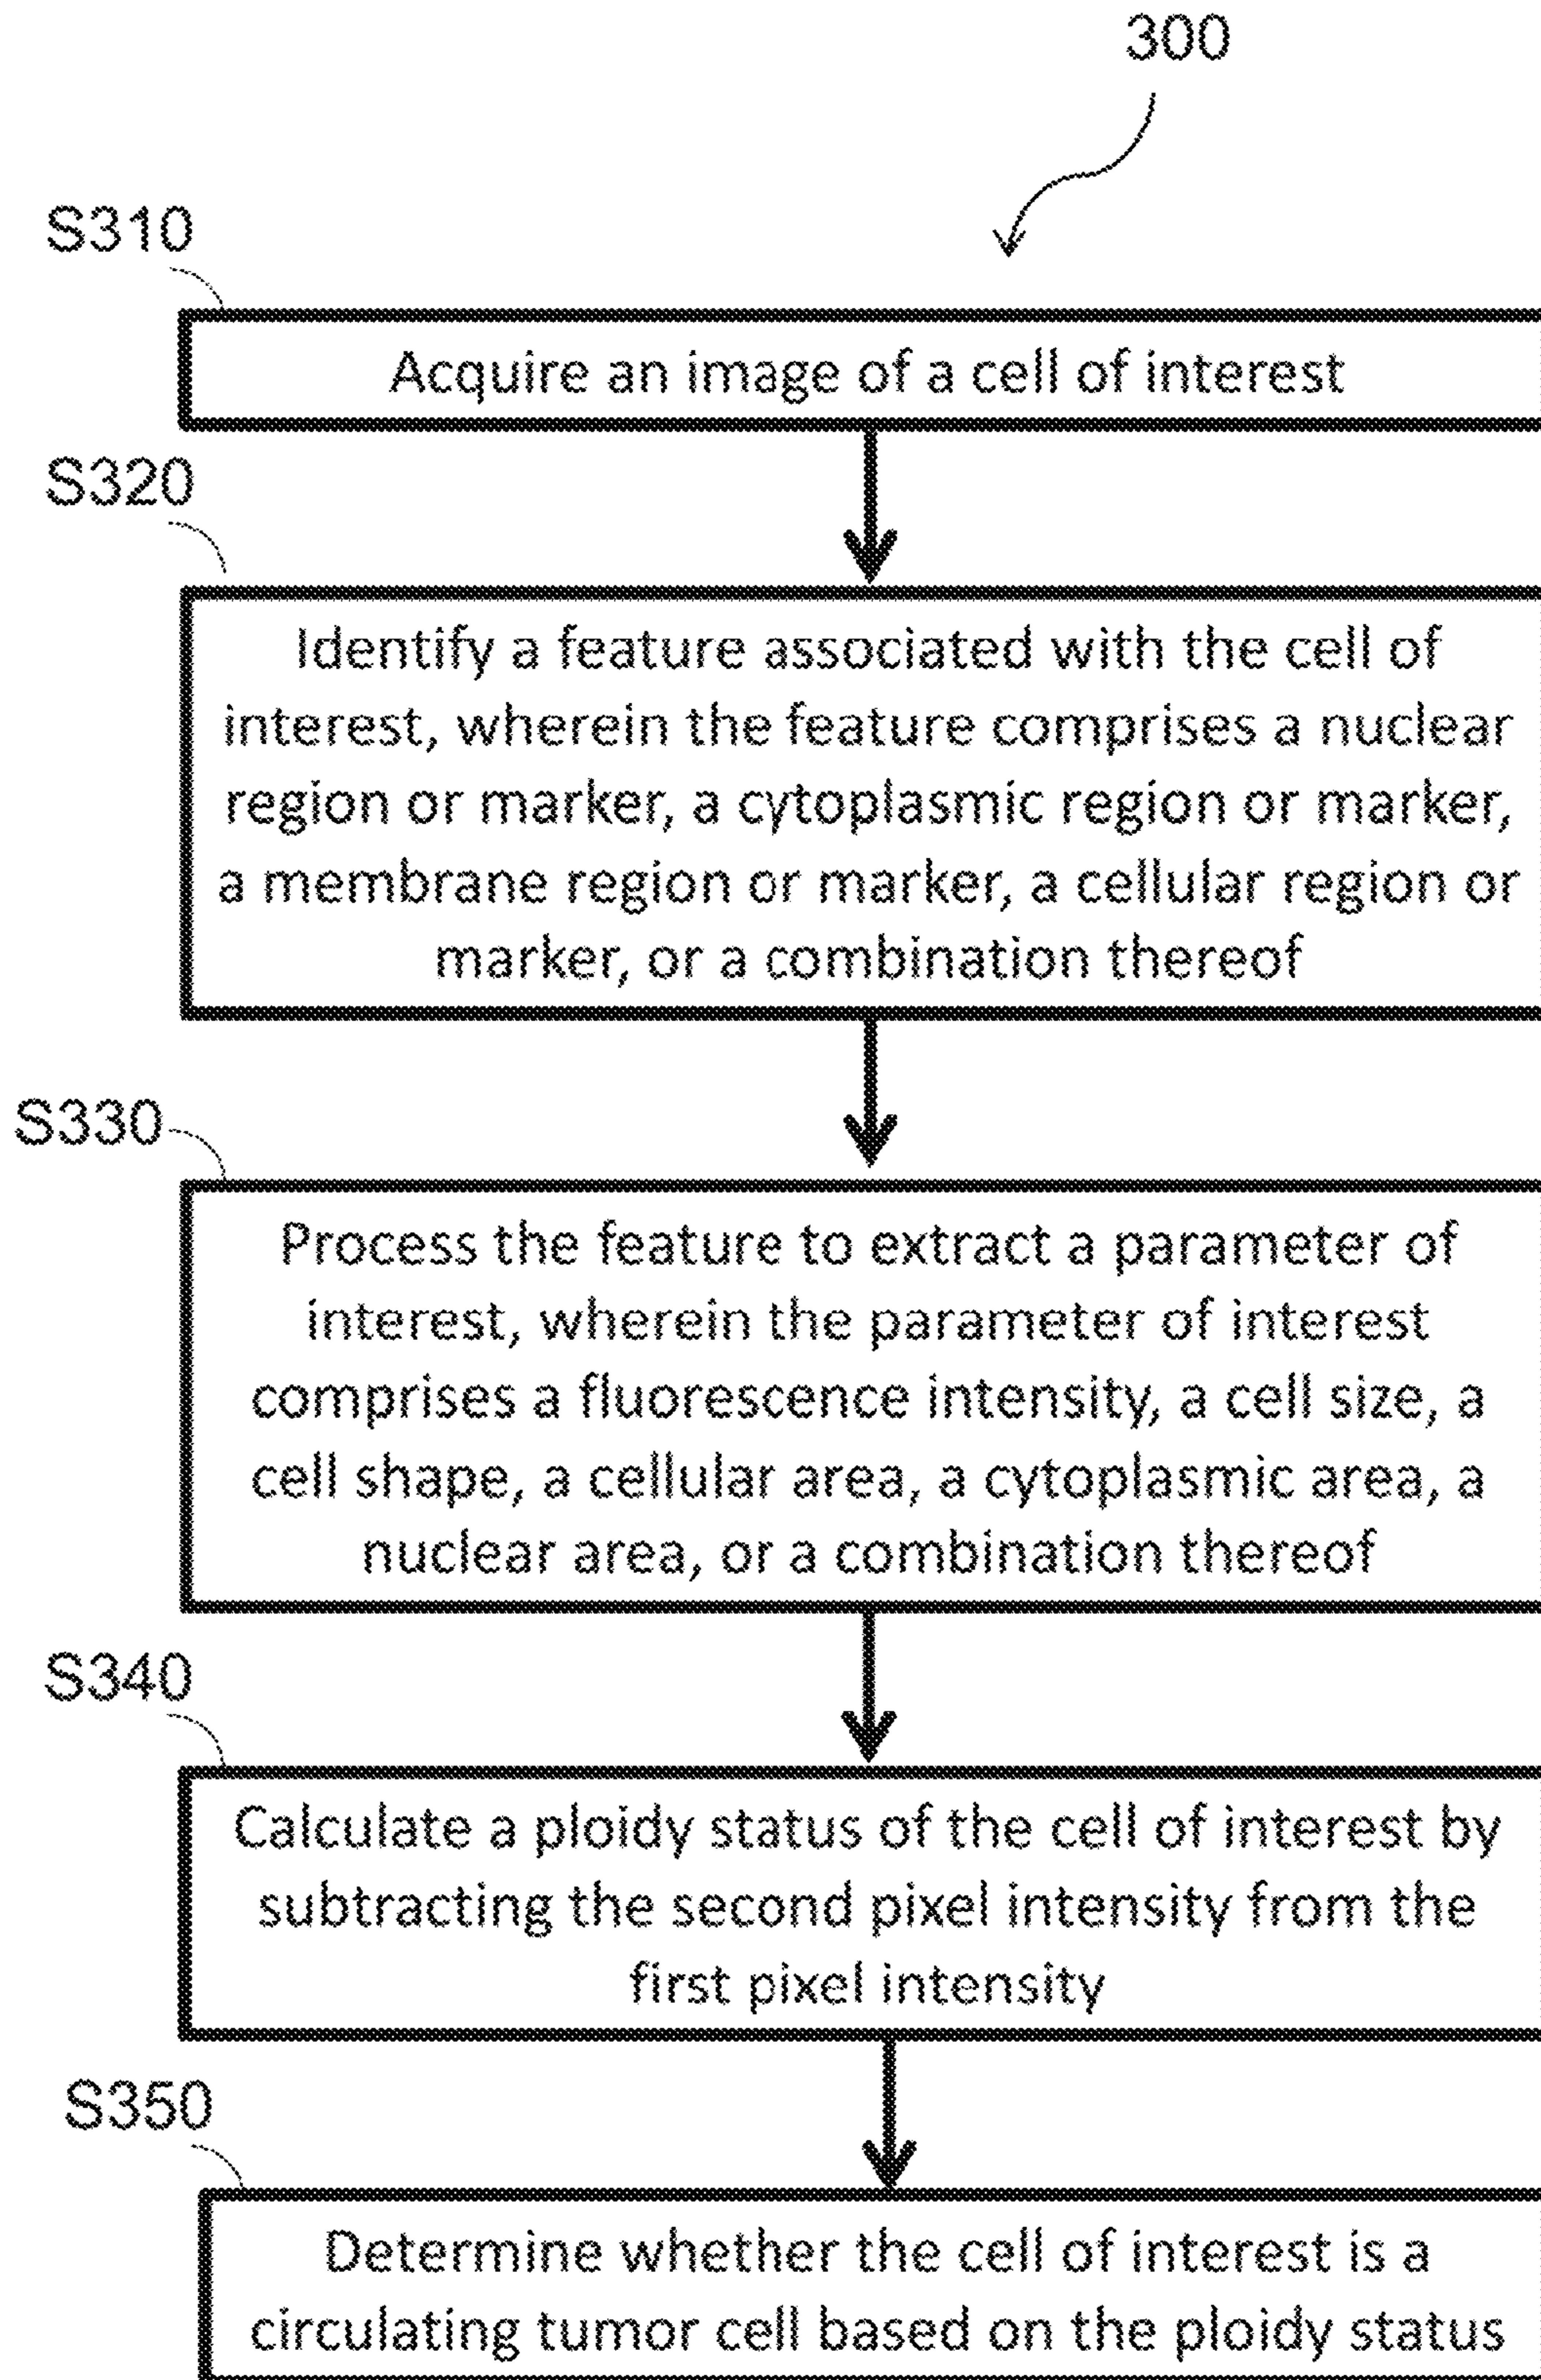 300
S310
Acquire an image of a cell of interest
S320
Identify a feature associated with the cell of
interest, wherein the feature comprises a nuclear
region or marker, a cytoplasmic region or marker,
a membrane region or marker, a cellular region or
marker, or a combination thereof
S330
Process the feature to extract a parameter of
interest, wherein the parameter of interest
comprises a fluorescence intensity, a cell size, a
cell shape, a cellular area, a cytoplasmic area, a
nuclear area, or a combination thereof
S340
Calculate a ploidy status of the cell of interest by
subtracting the second pixel intensity from the
first pixel intensity
S350
Determine whether the cell of interest is a
circulating tumor cell based on the ploidy status